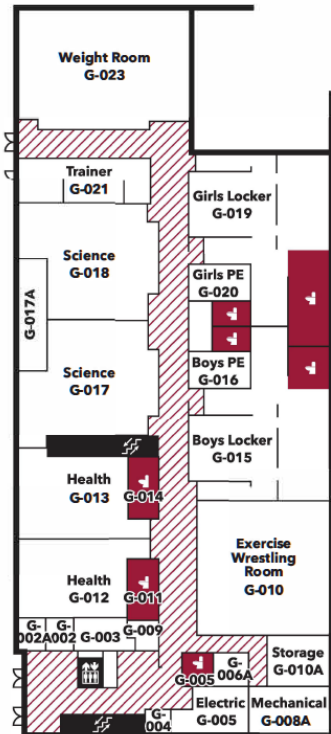 Weight Room
G-023
Trainer
G-021
Girls Locker
G-019
Science
G-018
G-017A
Girls PE
G-020
Science
G-017
Boys PE
G-016
Boys Locker
G-015
Health
G-013
G-014
Exercise
Wrestling
Room
G-010
Health
G-012
G-011
G-
002A
G-
002
G-003
G-009
G-005
G-
006A
Storage
G-010A
G-
004
Electric
G-005
Mechanical
G-008A